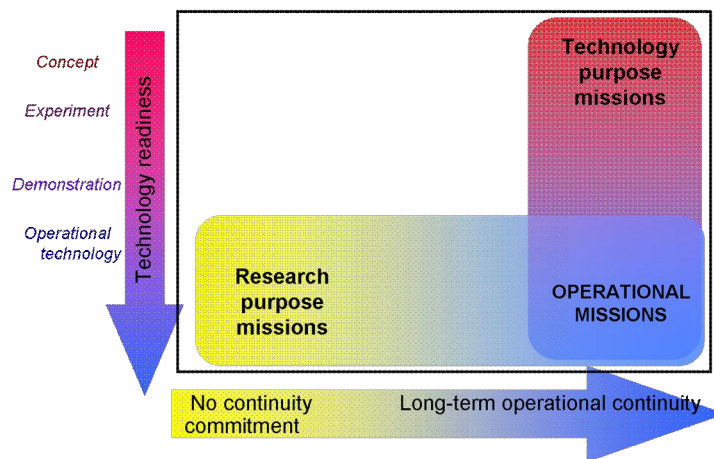 Concept
Experiment
Demonstration
Operational
technology
Technology readiness
Technology
purpose
missions
Research
purpose
missions
OPERATIONAL
MISSIONS
No continuity
commitment
Long-term operational continuity